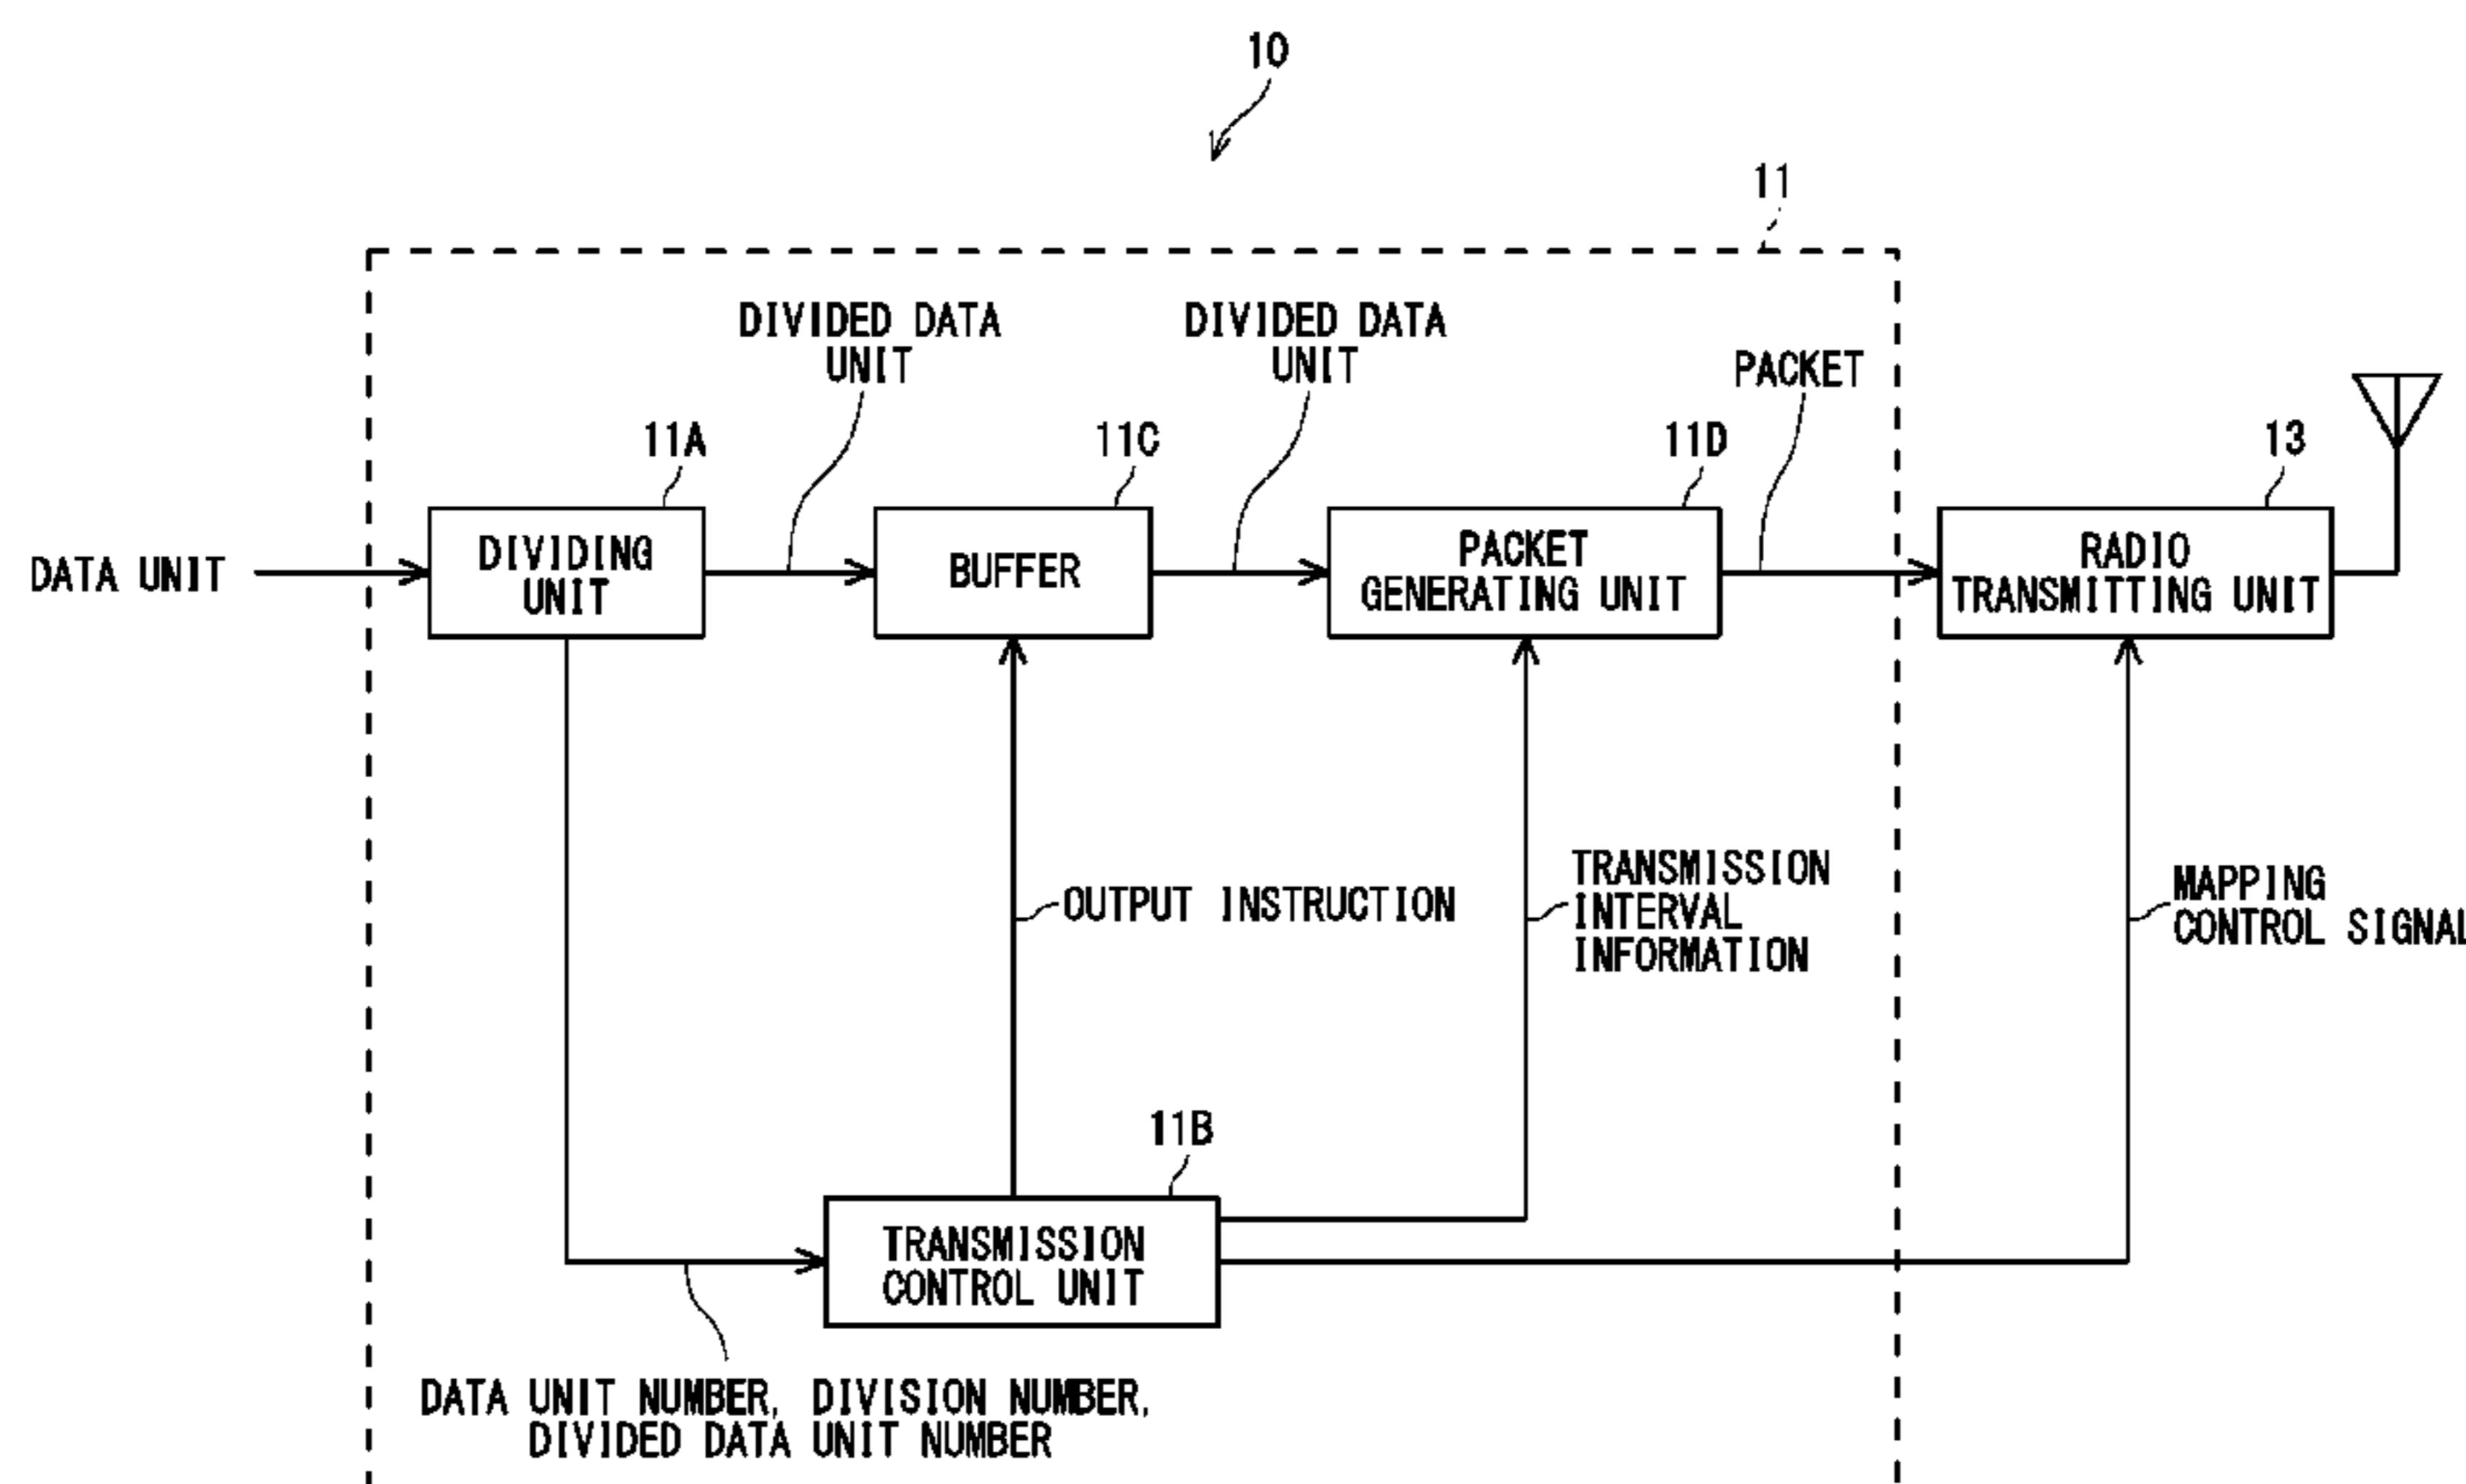 10
11
DIVIDED DATA
UNIT
DIVIDED DATA
UNIT
PACKET
11A
11C
11D
13
DATA UNIT
DIVIDING
UNIT
BUFFER
PACKET
GENERATING UNIT
RADIO
TRANSMITTING UNIT
OUTPUT INSTRUCTION
TRANSMISSION
INTERVAL
INFORMATION
MAPPING
CONTROL SIGNAL
11B
TRANSMISSION
CONTROL UNIT
DATA UNIT NUMBER, DIVISION NUMBER,
DIVIDED DATA UNIT NUMBER